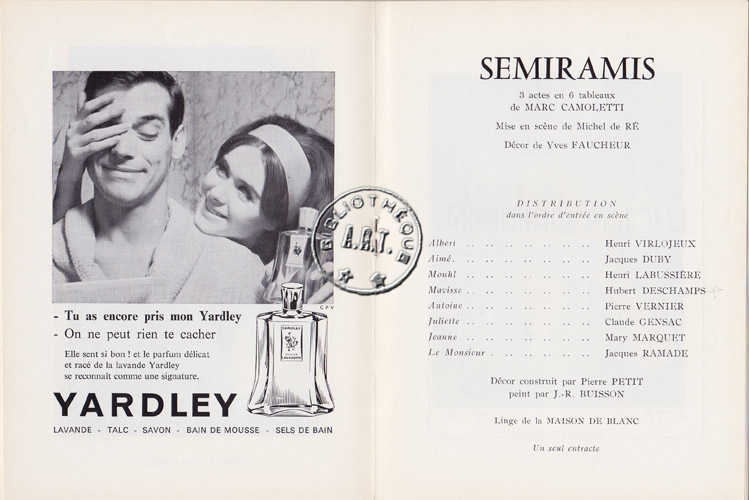 C P V
- Tu as encore pris mon Yardley
- On ne peut rien te cacher
Elle sent si bon ! et le parfum délicat
et racé de la lavande Yardley
se reconnait comme une signature.
YARDLEY
YARDLEY
LAVANDE - TALC - SAVON - BAIN DE MOUSSE - SELS DE BAIN
BIBLIOTHÈQUE
A.R.T.
SEMIRAMIS
3 actes en 6 tableaux
de MARC CAMOLETTI
Mise en scène de Michel de RÉ
Décor de Yves FAUCHEUR
DISTRIBUTION
dans l'ordre d'entrée en scène
Albert .. .. .. .. .. .. .. Henri VIRLOJEUX
Aimé. .. .. .. .. .. .. .. Jacques DUBY
Mouhl .. .. .. .. .. .. .. Henri LABUSSIÈRE
Mavisse .. .. .. .. .. .. .. Hubert DESCHAMPS
Antoine .. .. .. .. .. .. .. Pierre VERNIER
Juliette .. .. .. .. .. .. .. Claude GENSAC
Jeanne .. .. .. .. .. .. .. Mary MARQUET
Le Monsieur . .. .. .. .. .. Jacques RAMADE
Décor construit par Pierre PETIT
peint par J.-R. BUISSON
Linge de la MAISON DE BLANC
Un seul entracte